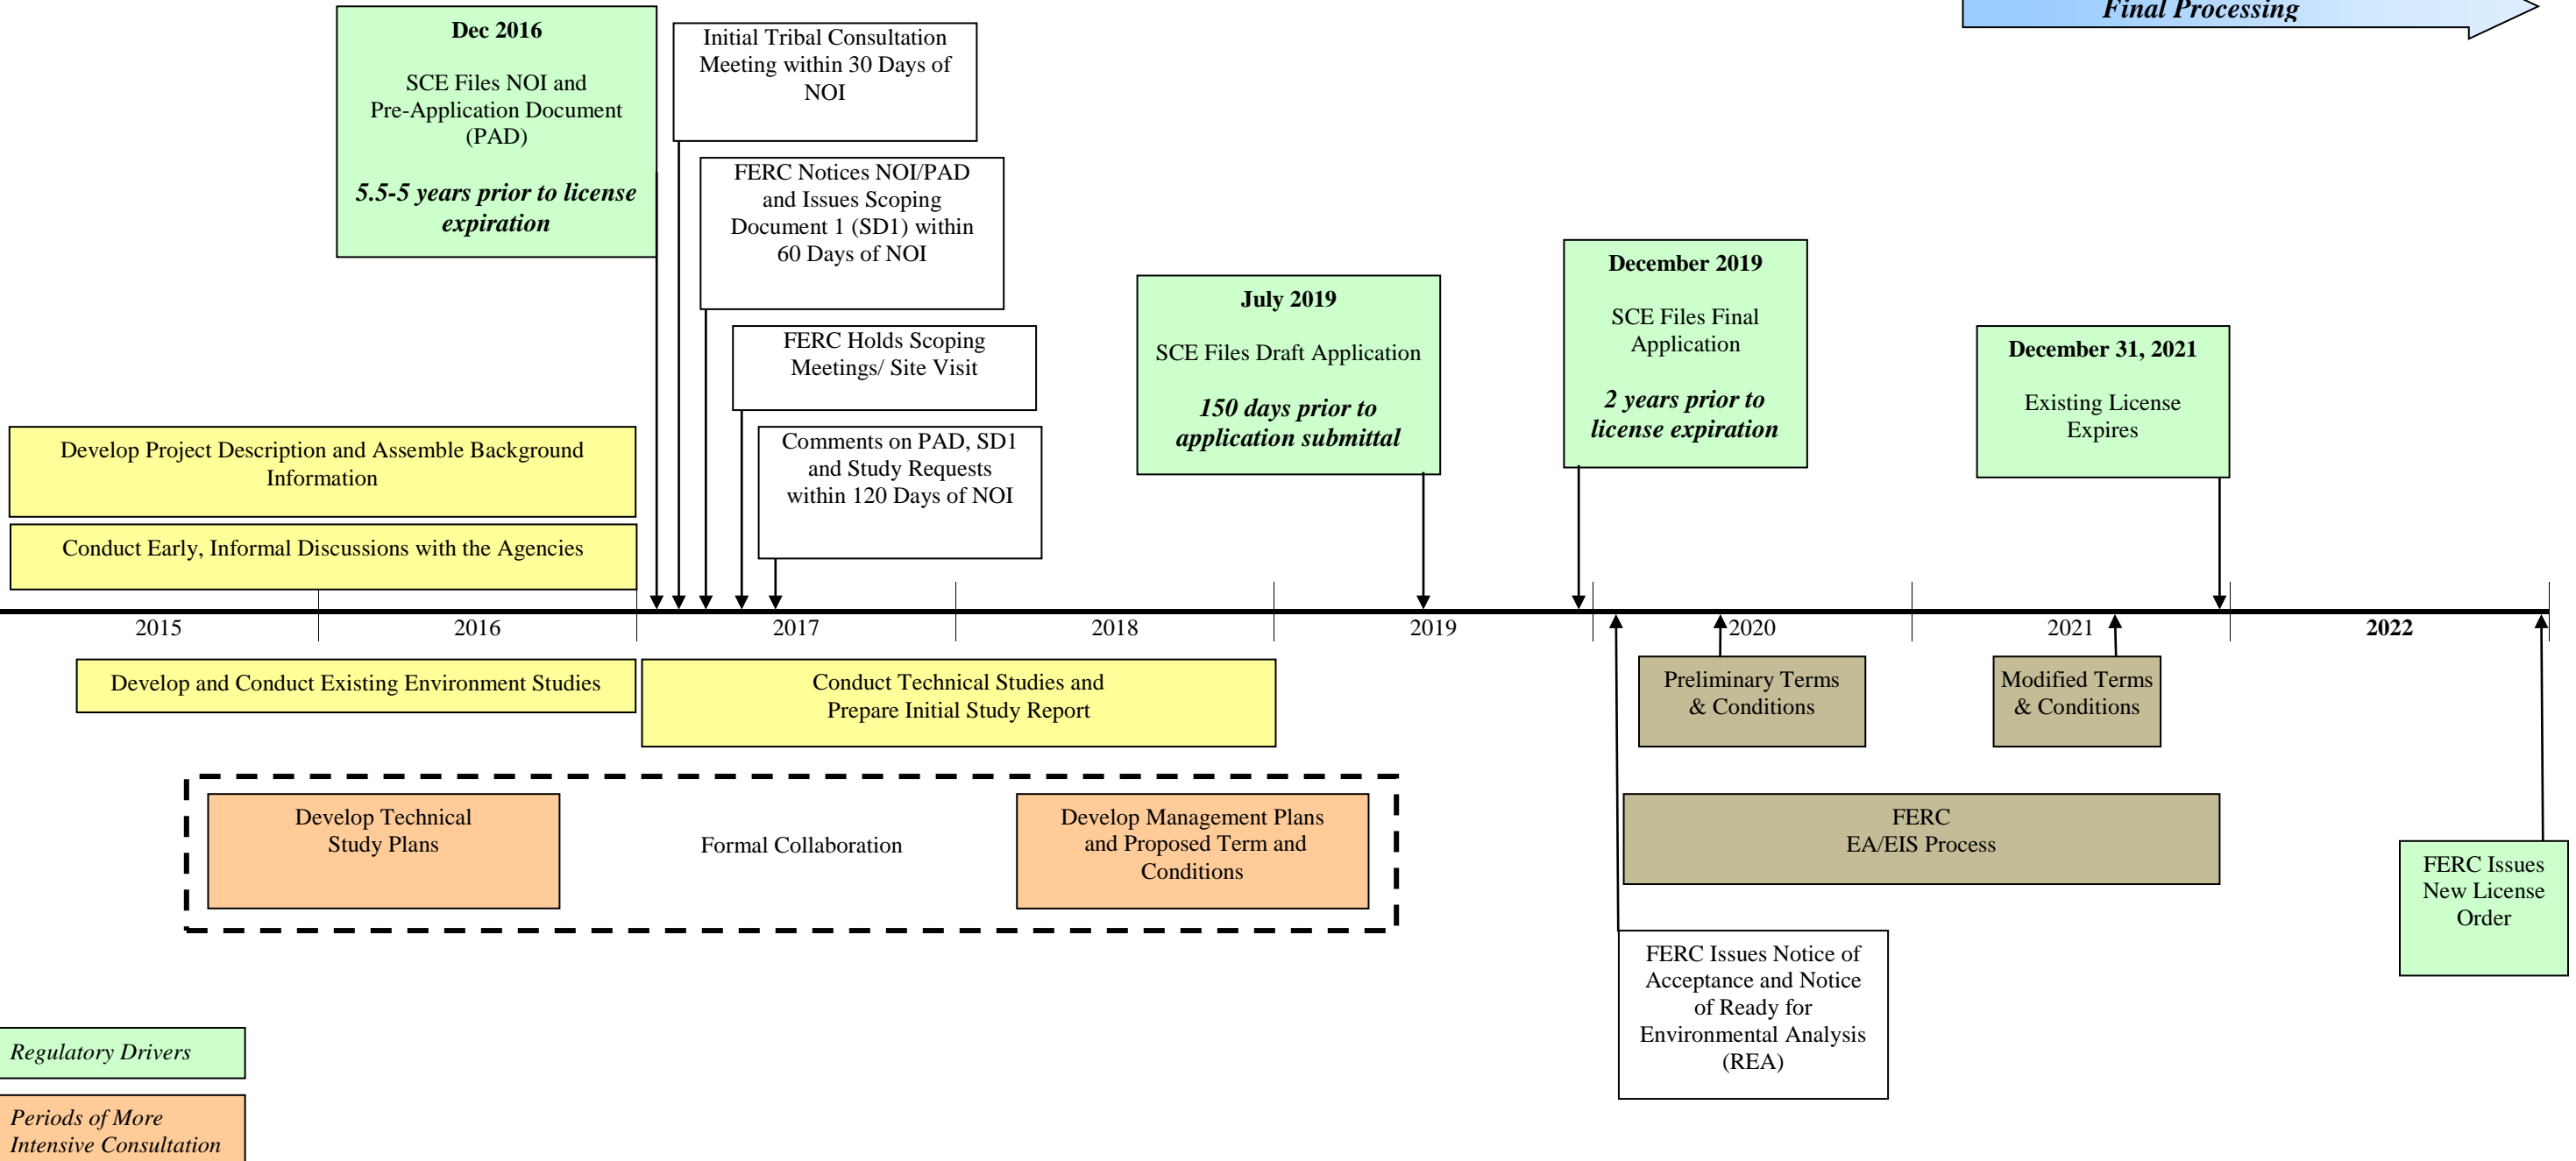 Final Processing
Dec 2016
SCE Files NOI and
Pre-Application Document
(PAD)
5.5-5 years prior to license
expiration
Initial Tribal Consultation
Meeting within 30 Days of
NOI
FERC Notices NOI/PAD
and Issues Scoping
Document 1 (SD1) within
60 Days of NOI
FERC Holds Scoping
Meetings/ Site Visit
Comments on PAD, SD1
and Study Requests
within 120 Days of NOI
July 2019
SCE Files Draft Application
150 days prior to
application submittal
December 2019
SCE Files Final
Application
2 years prior to
license expiration
December 31, 2021
Existing License
Expires
Develop Project Description and Assemble Background
Information
Conduct Early, Informal Discussions with the Agencies
2015
2016
2017
2018
2019
2020
2021
2022
Develop and Conduct Existing Environment Studies
Conduct Technical Studies and
Prepare Initial Study Report
Preliminary Terms
& Conditions
Modified Terms
& Conditions
Develop Technical
Study Plans
Formal Collaboration
Develop Management Plans
and Proposed Term and
Conditions
FERC
EA/EIS Process
FERC Issues
New License
Order
FERC Issues Notice of
Acceptance and Notice
of Ready for
Environmental Analysis
(REA)
Regulatory Drivers
Periods of More
Intensive Consultation